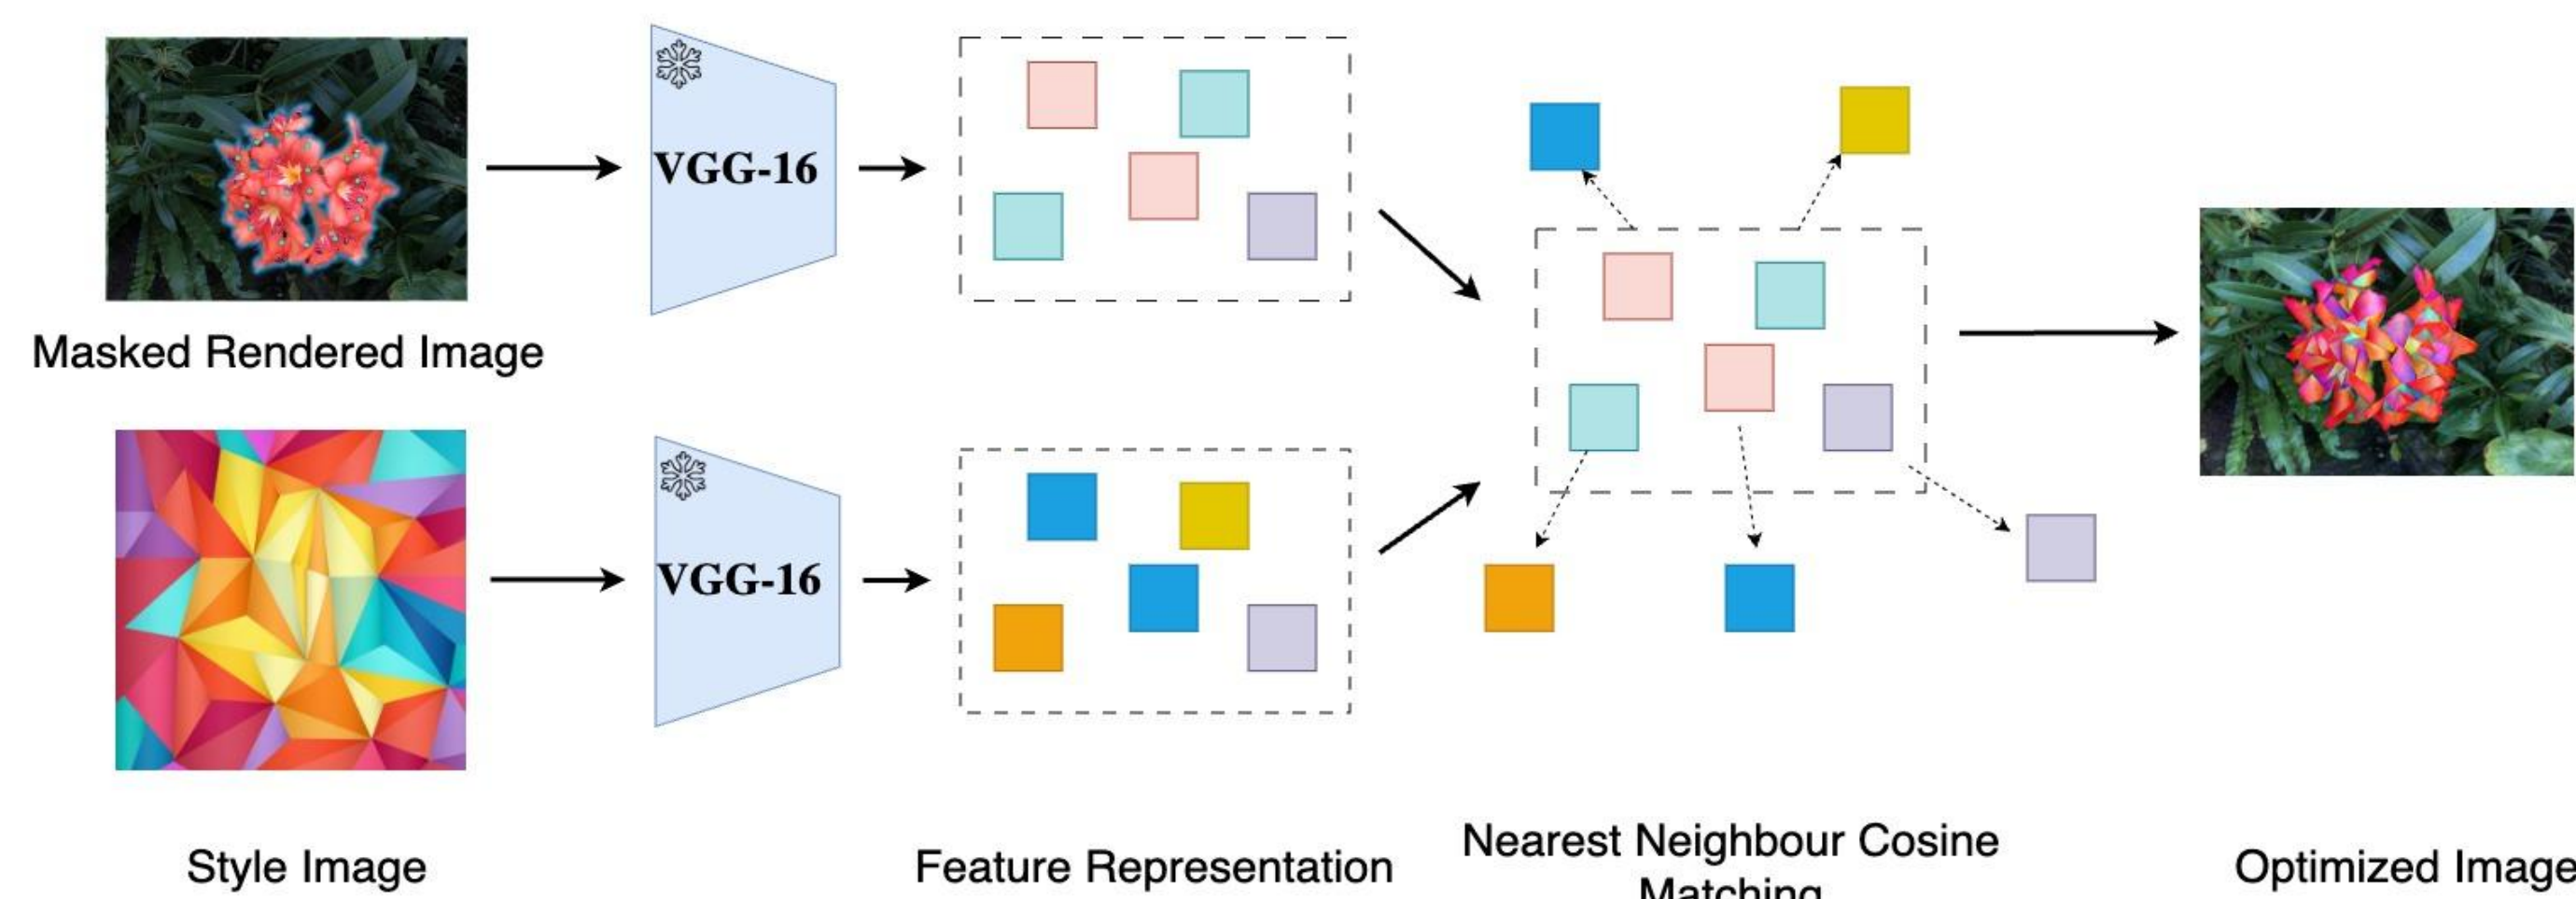 VGG-16
Masked Rendered Image
VGG-16
Style Image
Feature Representation
Nearest Neighbour Cosine
Matching
Optimized Image